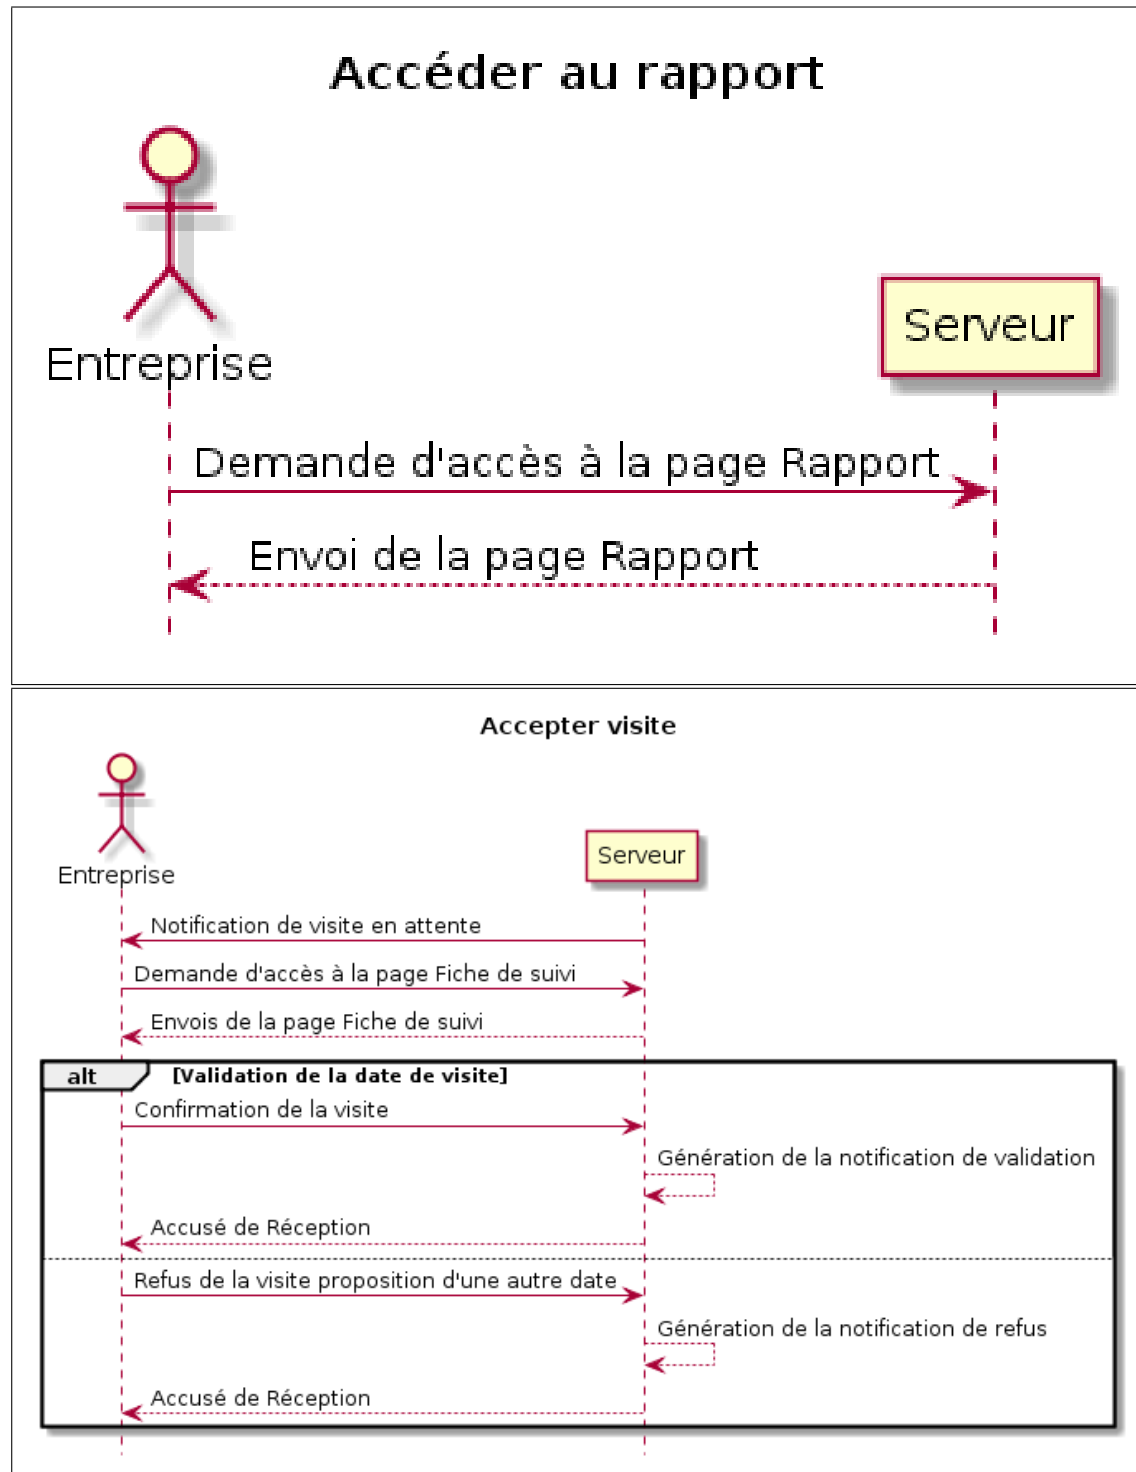 Accéder au rapport
Entreprise
Serveur
Demande d'accès à la page Rapport
Envoi de la page Rapport
Accepter visite
Entreprise
Serveur
Notification de visite en attente
Demande d'accès à la page Fiche de suivi
Envois de la page Fiche de suivi
alt [Validation de la date de visite]
Confirmation de la visite
Génération de la notification de validation
Accusé de Réception
Refus de la visite proposition d'une autre date
Génération de la notification de refus
Accusé de Réception